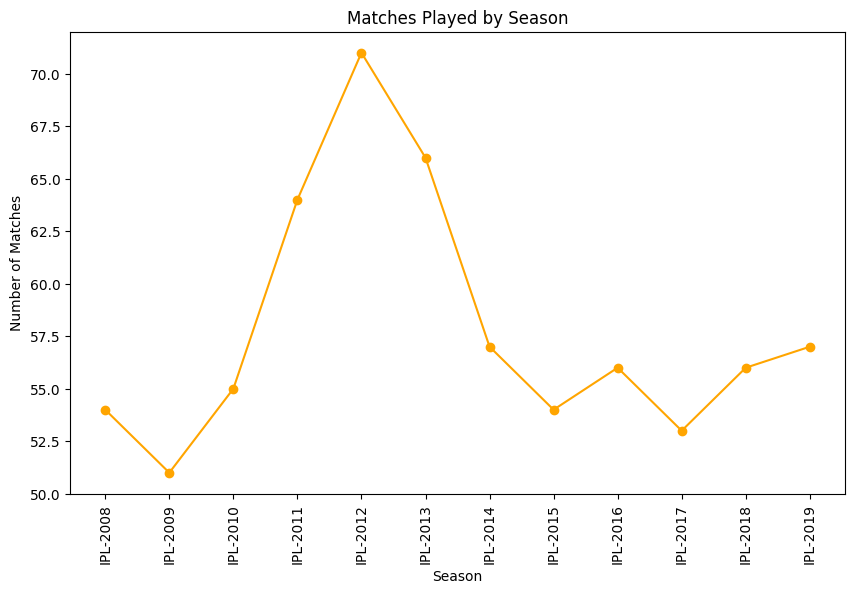 Matches Played by Season
Number of Matches
70.0
67.5
65.0
62.5
60.0
57.5
55.0
52.5
50.0
IPL-2008
IPL-2009
IPL-2010
IPL-2011
IPL-2012
IPL-2013
IPL-2014
IPL-2015
IPL-2016
IPL-2017
IPL-2018
IPL-2019
Season